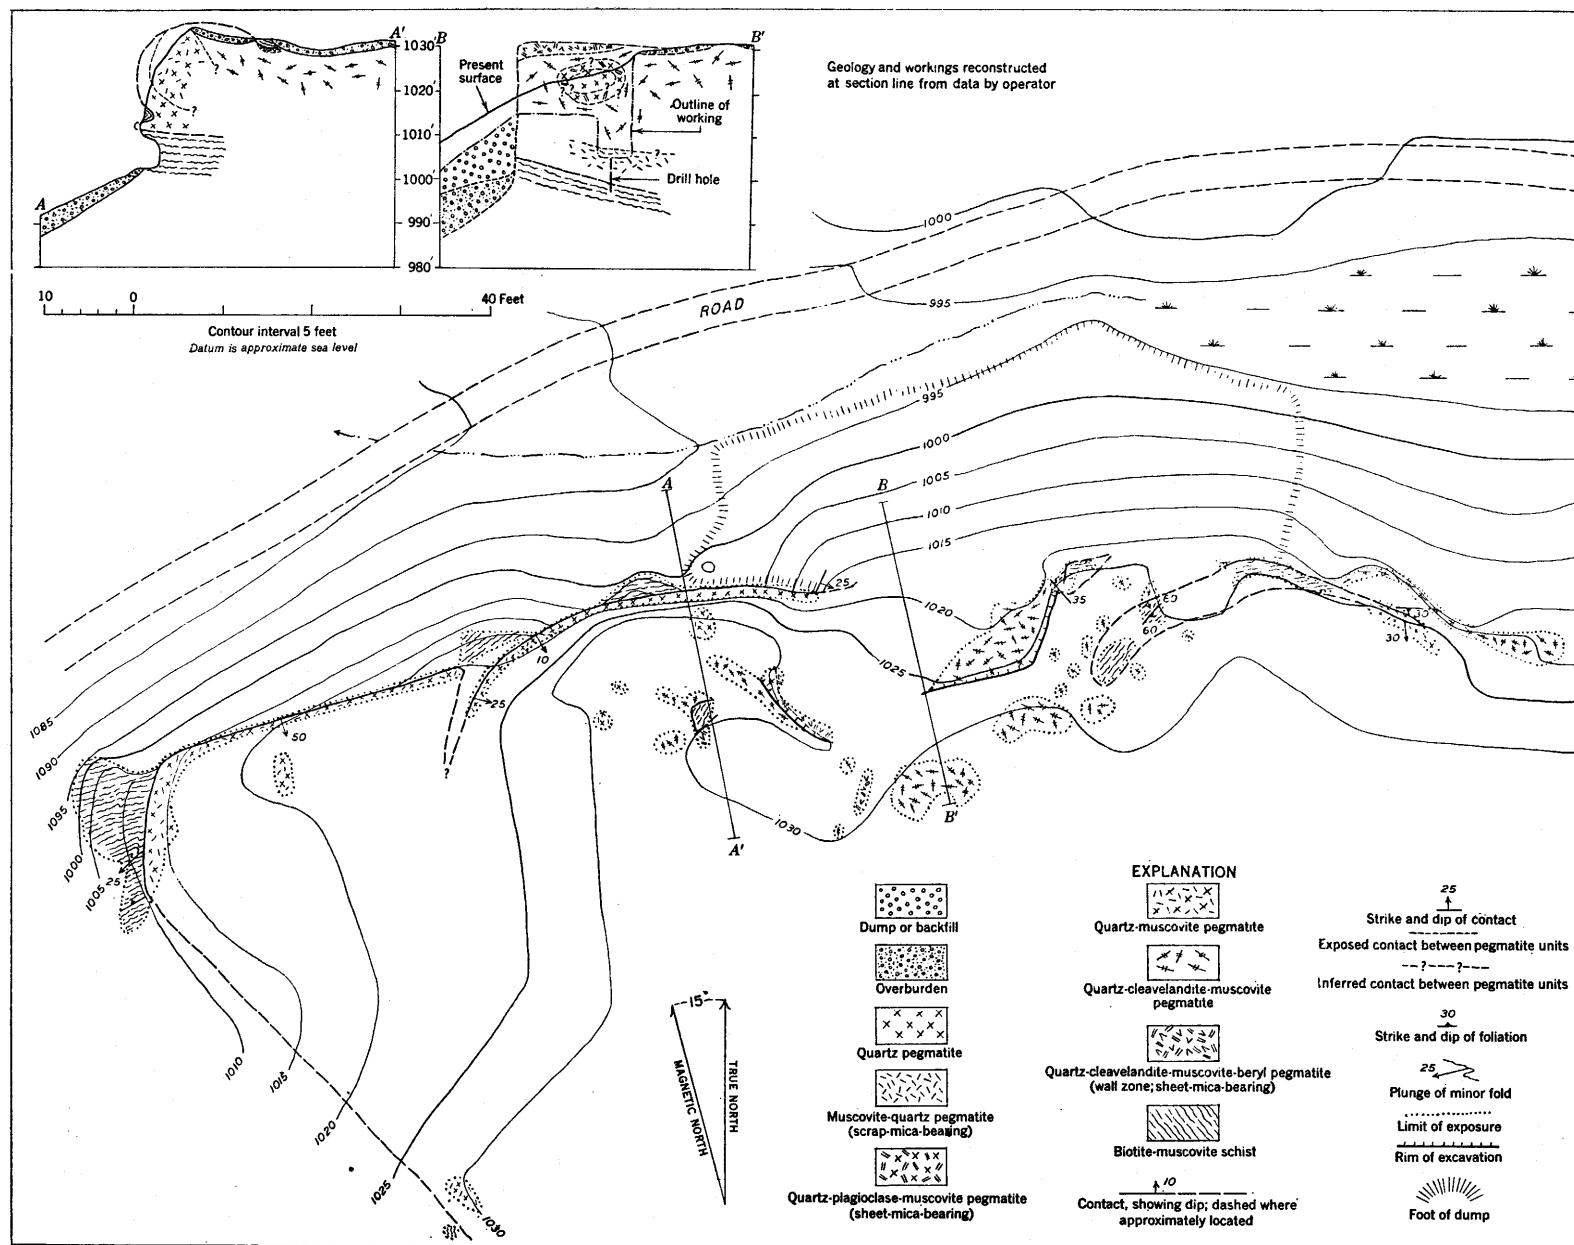 A'
1030'
B
B'
Present
surface
1020'
Outline of
working
1010'
1000'
Drill hole
A
990'
980'
?
?
?
?
Geology and workings reconstructed
at section line from data by operator
10 0 40 Feet
Contour interval 5 feet
Datum is approximate sea level
ROAD
1000
995
995
1000
1005
1010
1015
A
B
25
35
60
60
30
30
1020
1025
10
25
50
?
1085
1090
1095
1000
1005
25
1030
A'
B'
1010
1015
1020
1025
1030
15°
MAGNETIC NORTH
TRUE NORTH
EXPLANATION
Dump or backfill
Overburden
Quartz pegmatite
Muscovite-quartz pegmatite
(scrap-mica-bearing)
Quartz-plagioclase-muscovite pegmatite
(sheet-mica-bearing)
Quartz-muscovite pegmatite
Quartz-cleavelandite-muscovite
pegmatite
Quartz-cleavelandite-muscovite-beryl pegmatite
(wall zone; sheet-mica-bearing)
Biotite-muscovite schist
10
Contact, showing dip; dashed where
approximately located
25
Strike and dip of contact
Exposed contact between pegmatite units
--?---?---
Inferred contact between pegmatite units
30
Strike and dip of foliation
25
Plunge of minor fold
Limit of exposure
Rim of excavation
Foot of dump